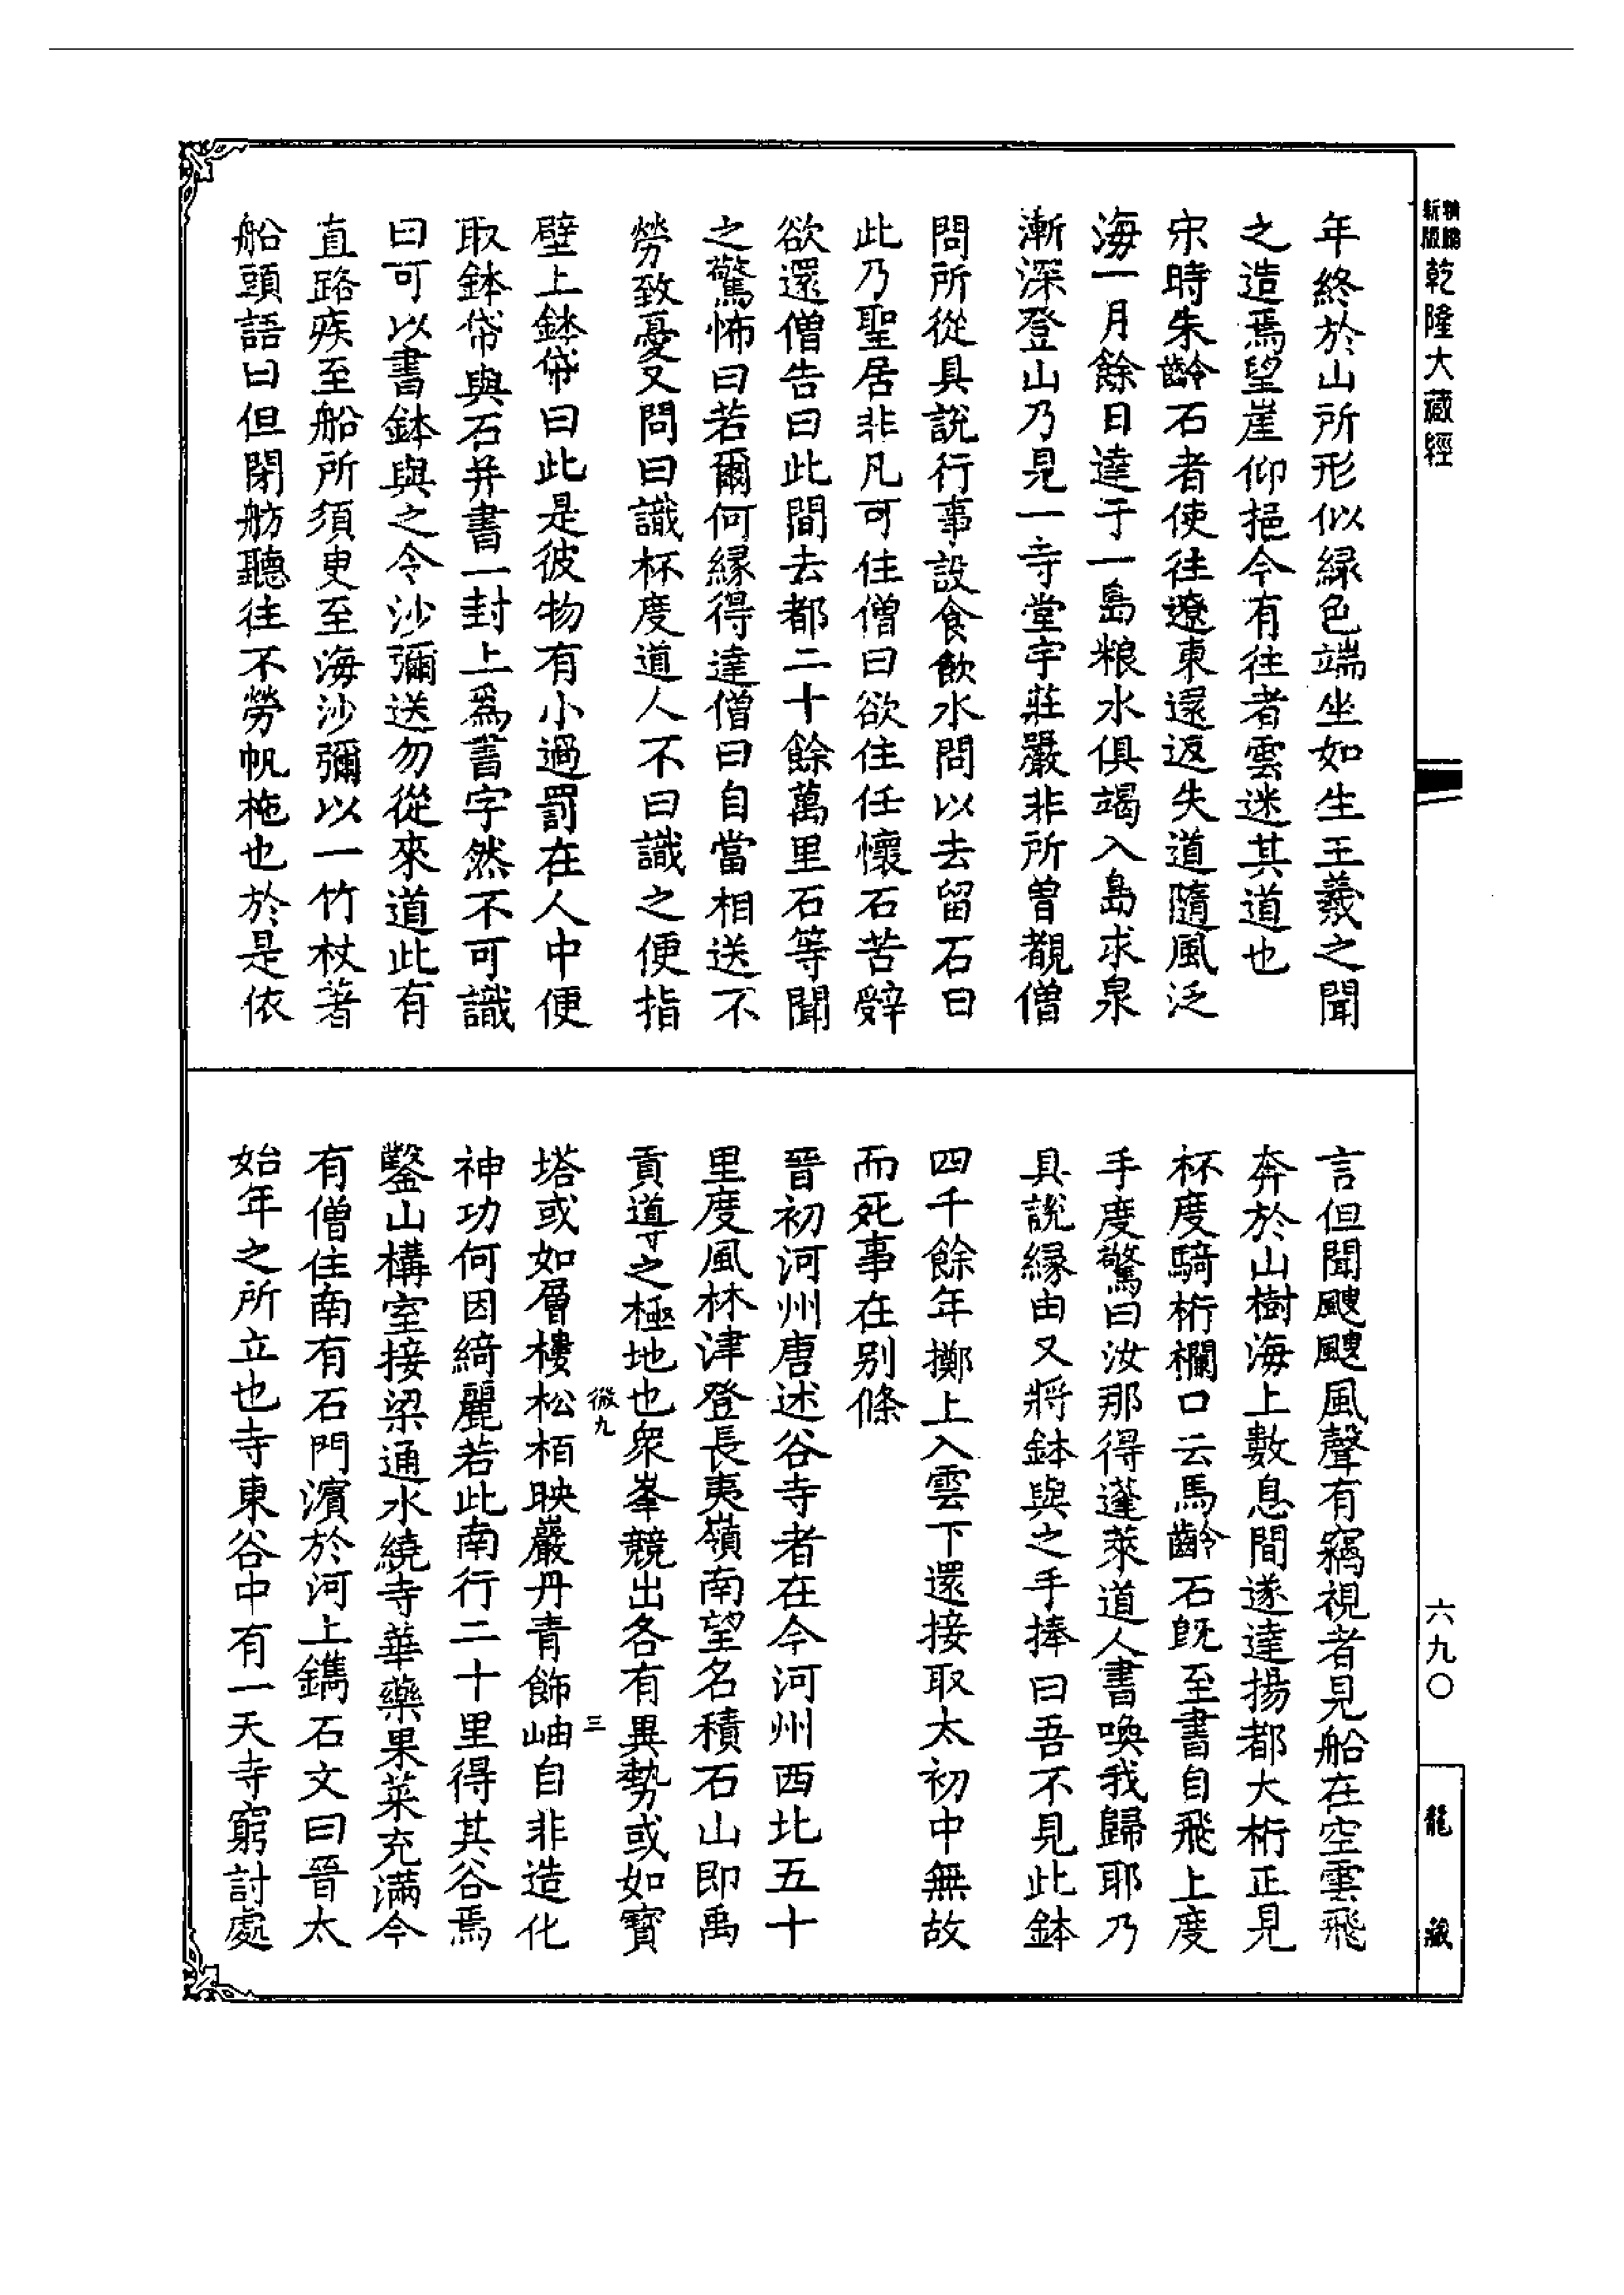 精鵬新版
乾隆大藏經
六九〇
龍藏
年終於山所形似緑色端坐如生王羲之聞
之造焉望崖仰挹今有往者雲迷其道也
宋時朱齡石者使往遼東還返失道隨風泛
海一月餘日達于一島粮水俱竭入島求泉
漸深登山乃見一寺堂宇莊嚴非所曾覩僧
問所從具說行事設食飲水問以去留石曰
此乃聖居非凡可住僧曰欲住任懷石苦辭
欲還僧告曰此間去都二十餘萬里石等聞
之驚怖曰若爾何縁得達僧曰自當相送不
勞致憂又問曰識杯度道人不曰識之便指
壁上鉢帒曰此是彼物有小過罰在人中便
取鉢帒與石并書一封上爲書字然不可識
曰可以書鉢與之令沙彌送勿從來道此有
直路疾至船所須臾至海沙彌以一竹杖著
船頭語曰但閉舫聽往不勞帆柂也於是依
言但聞颼颼風聲有竊視者見船在空雲飛
奔於山樹海上數息間遂達揚都大桁正見
杯度騎桁欄口云馬齡石旣至書自飛上度
手度驚曰汝那得蓬萊道人書喚我歸耶乃
具說縁由又將鉢與之手捧曰吾不見此鉢
四千餘年擲上入雲下還接取太初中無故
而死事在别條
晉初河州唐述谷寺者在今河州西北五十
里度風林津登長夷嶺南望名積石山即禹
貢導之極地也衆峯競出各有異勢或如寳
微九
三
塔或如層樓松栢映巖丹青飾岫自非造化
神功何因綺麗若此南行二十里得其谷焉
鑿山構室接梁通水繞寺華藥果菜充滿今
有僧住南有石門濵於河上鐫石文曰晉太
始年之所立也寺東谷中有一天寺窮討處